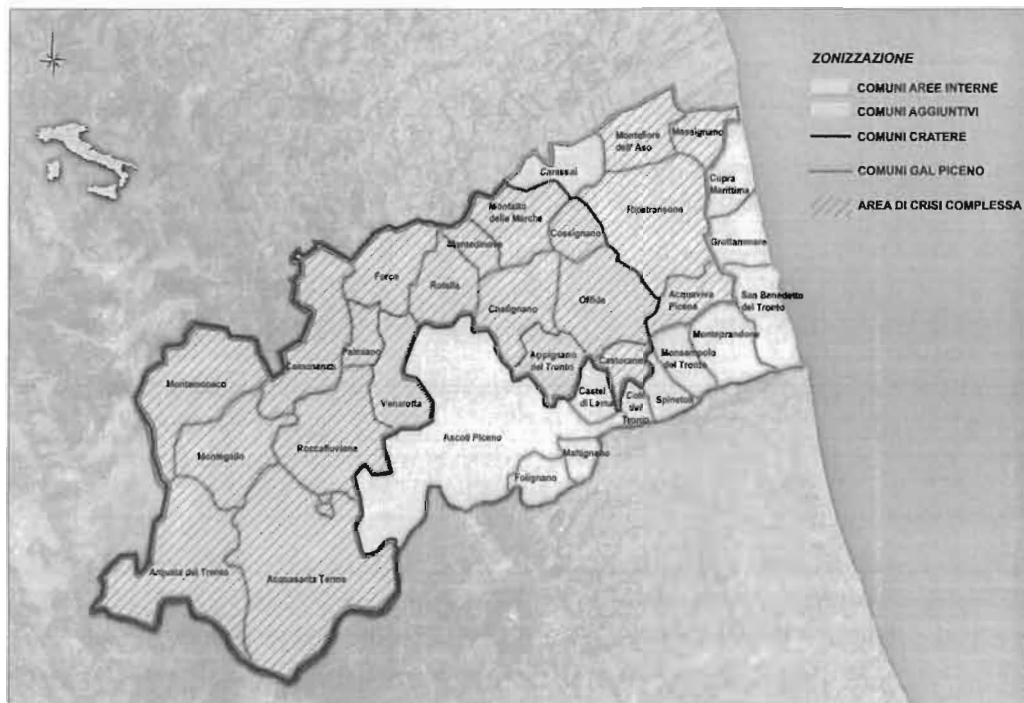 ZONIZZAZIONE
COMUNI AREE INTERNE
COMUNI AGGIUNTIVI
COMUNI CRATERE
COMUNI GAL PICENO
AREA DI CRISI COMPLESSA
Montefiore
dell' Aso
Massignano
Carassai
Cupra
Marittima
Montalto
delle Marche
Ripatransone
Cossignano
Montedinove
Grottammare
Force
Rotella
Castignano
Offida
Acquaviva
Picena
San Benedetto
del Tronto
Monteprandone
Palmiano
Comunanza
Appignano
del Tronto
Castorano
Monsampolo
del Tronto
Montemonaco
Venarotta
Castel
di Lama
Colli
del
Tronto
Spinetoli
Ascoli Piceno
Roccafluvione
Montegallo
Maltignano
Folignano
Arquata del Tronto
Acquasanta Terme